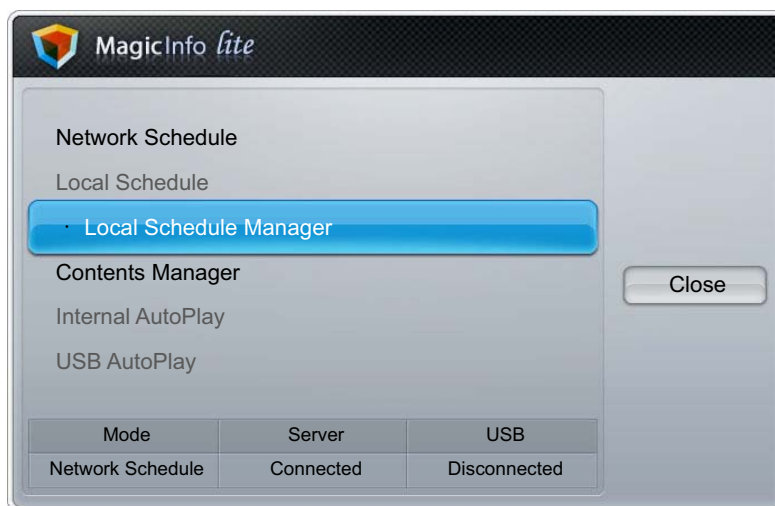 MagicInfo lite
Network Schedule
Local Schedule
· Local Schedule Manager
Contents Manager
Close
Internal AutoPlay
USB AutoPlay
Mode Server USB
Network Schedule Connected Disconnected